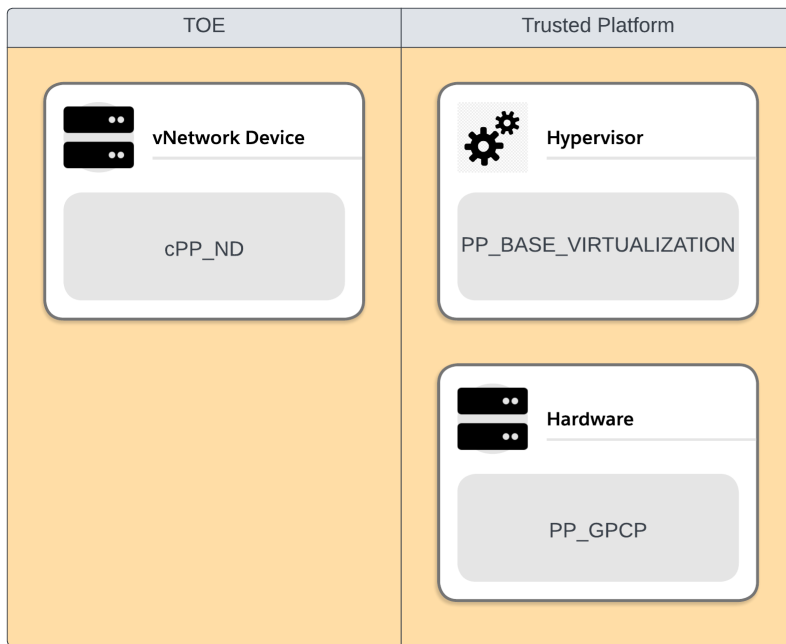 TOE
Trusted Platform
vNetwork Device
cPP_ND
Hypervisor
PP_BASE_VIRTUALIZATION
Hardware
PP_GPCP